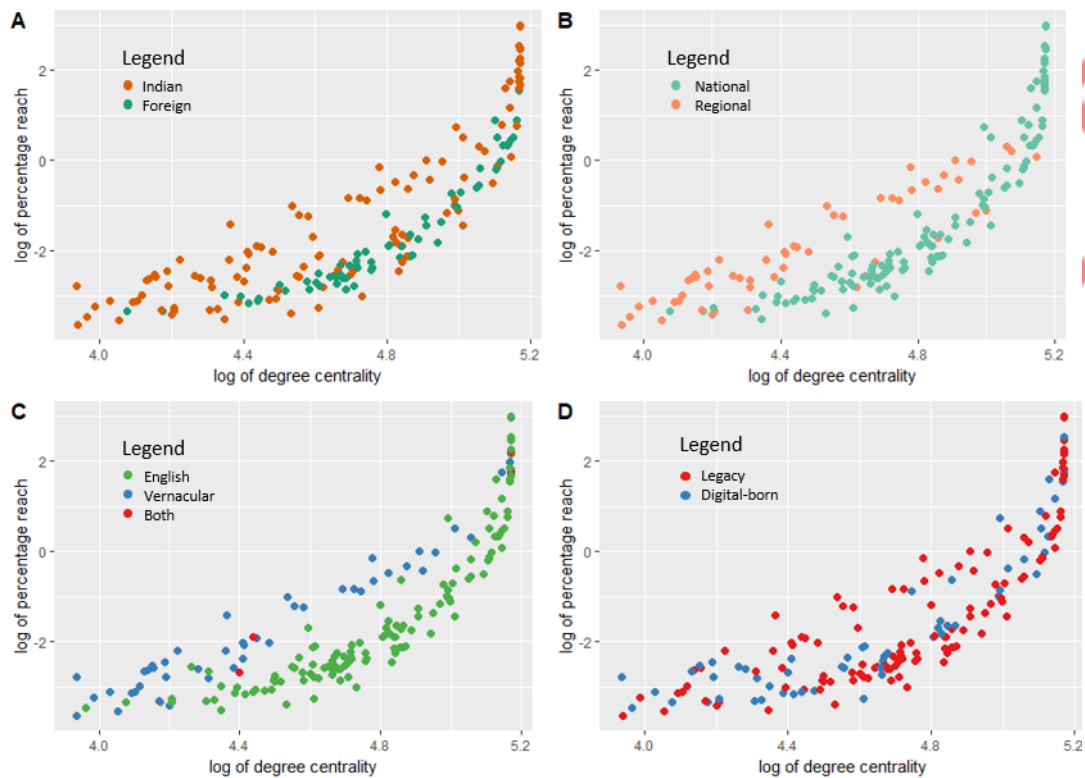 A
Legend
Indian
Foreign
log of percentage reach
2
0
-2
4.0
4.4
4.8
5.2
log of degree centrality
B
Legend
National
Regional
log of percentage reach
2
0
-2
4.0
4.4
4.8
5.2
log of degree centrality
C
Legend
English
Vernacular
Both
log of percentage reach
2
0
-2
4.0
4.4
4.8
5.2
log of degree centrality
D
Legend
Legacy
Digital-born
log of percentage reach
2
0
-2
4.0
4.4
4.8
5.2
log of degree centrality